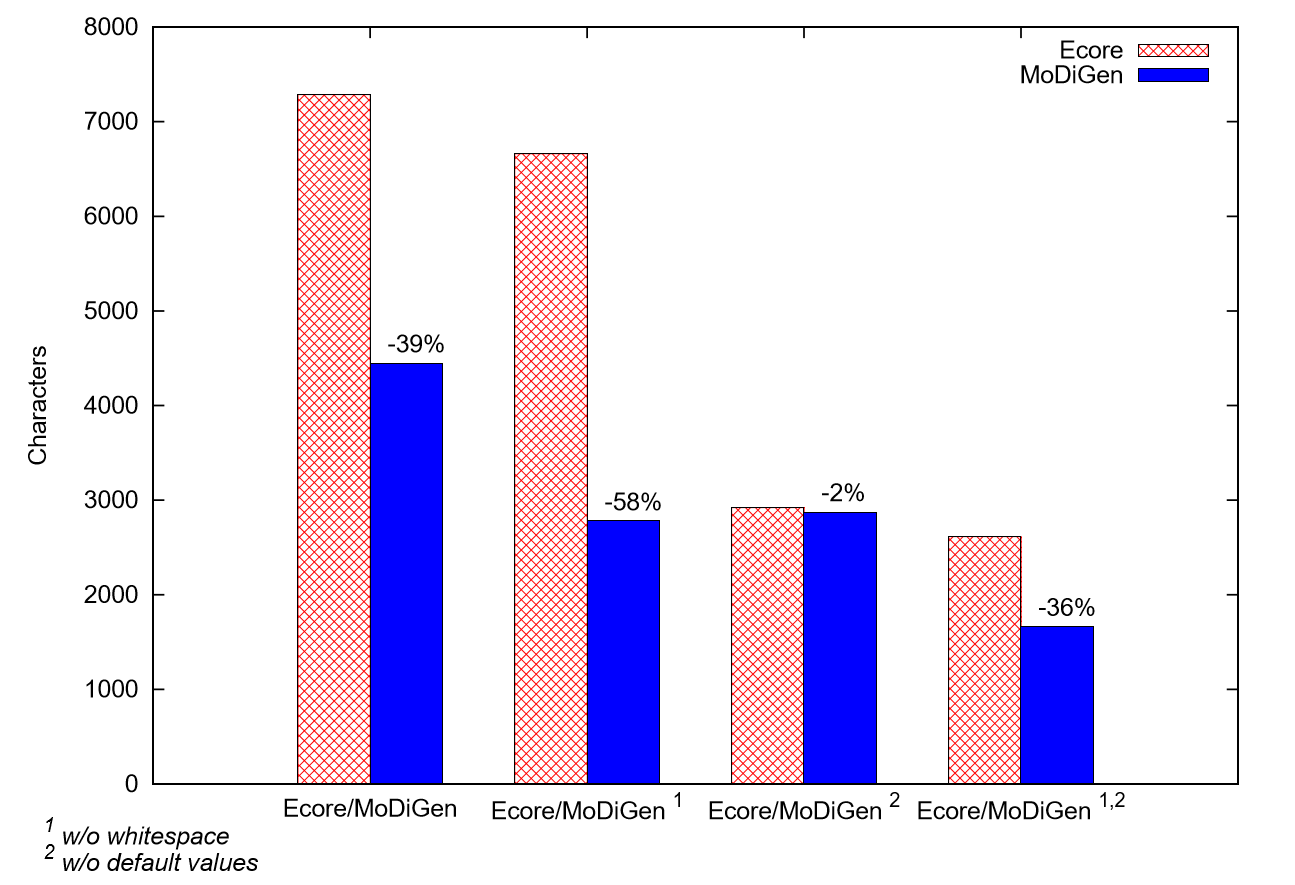 8000
7000
6000
5000
4000
3000
2000
1000
0
Characters
Ecore
MoDiGen
-39%
-58%
-2%
-36%
Ecore/MoDiGen
Ecore/MoDiGen 1
Ecore/MoDiGen 2
Ecore/MoDiGen 1,2
1 w/o whitespace
2 w/o default values